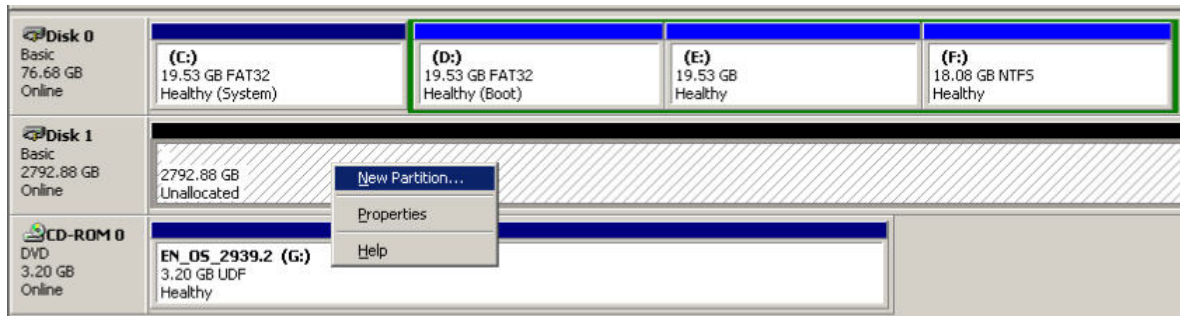 Disk 0
Basic
76.68 GB
Online
(C:)
19.53 GB FAT32
Healthy (System)
(D:)
19.53 GB FAT32
Healthy (Boot)
(E:)
19.53 GB
Healthy
(F:)
18.08 GB NTFS
Healthy
Disk 1
Basic
2792.88 GB
Online
2792.88 GB
Unallocated
New Partition...
Properties
Help
CD-ROM 0
DVD
3.20 GB
Online
EN_OS_2939.2 (G:)
3.20 GB UDF
Healthy